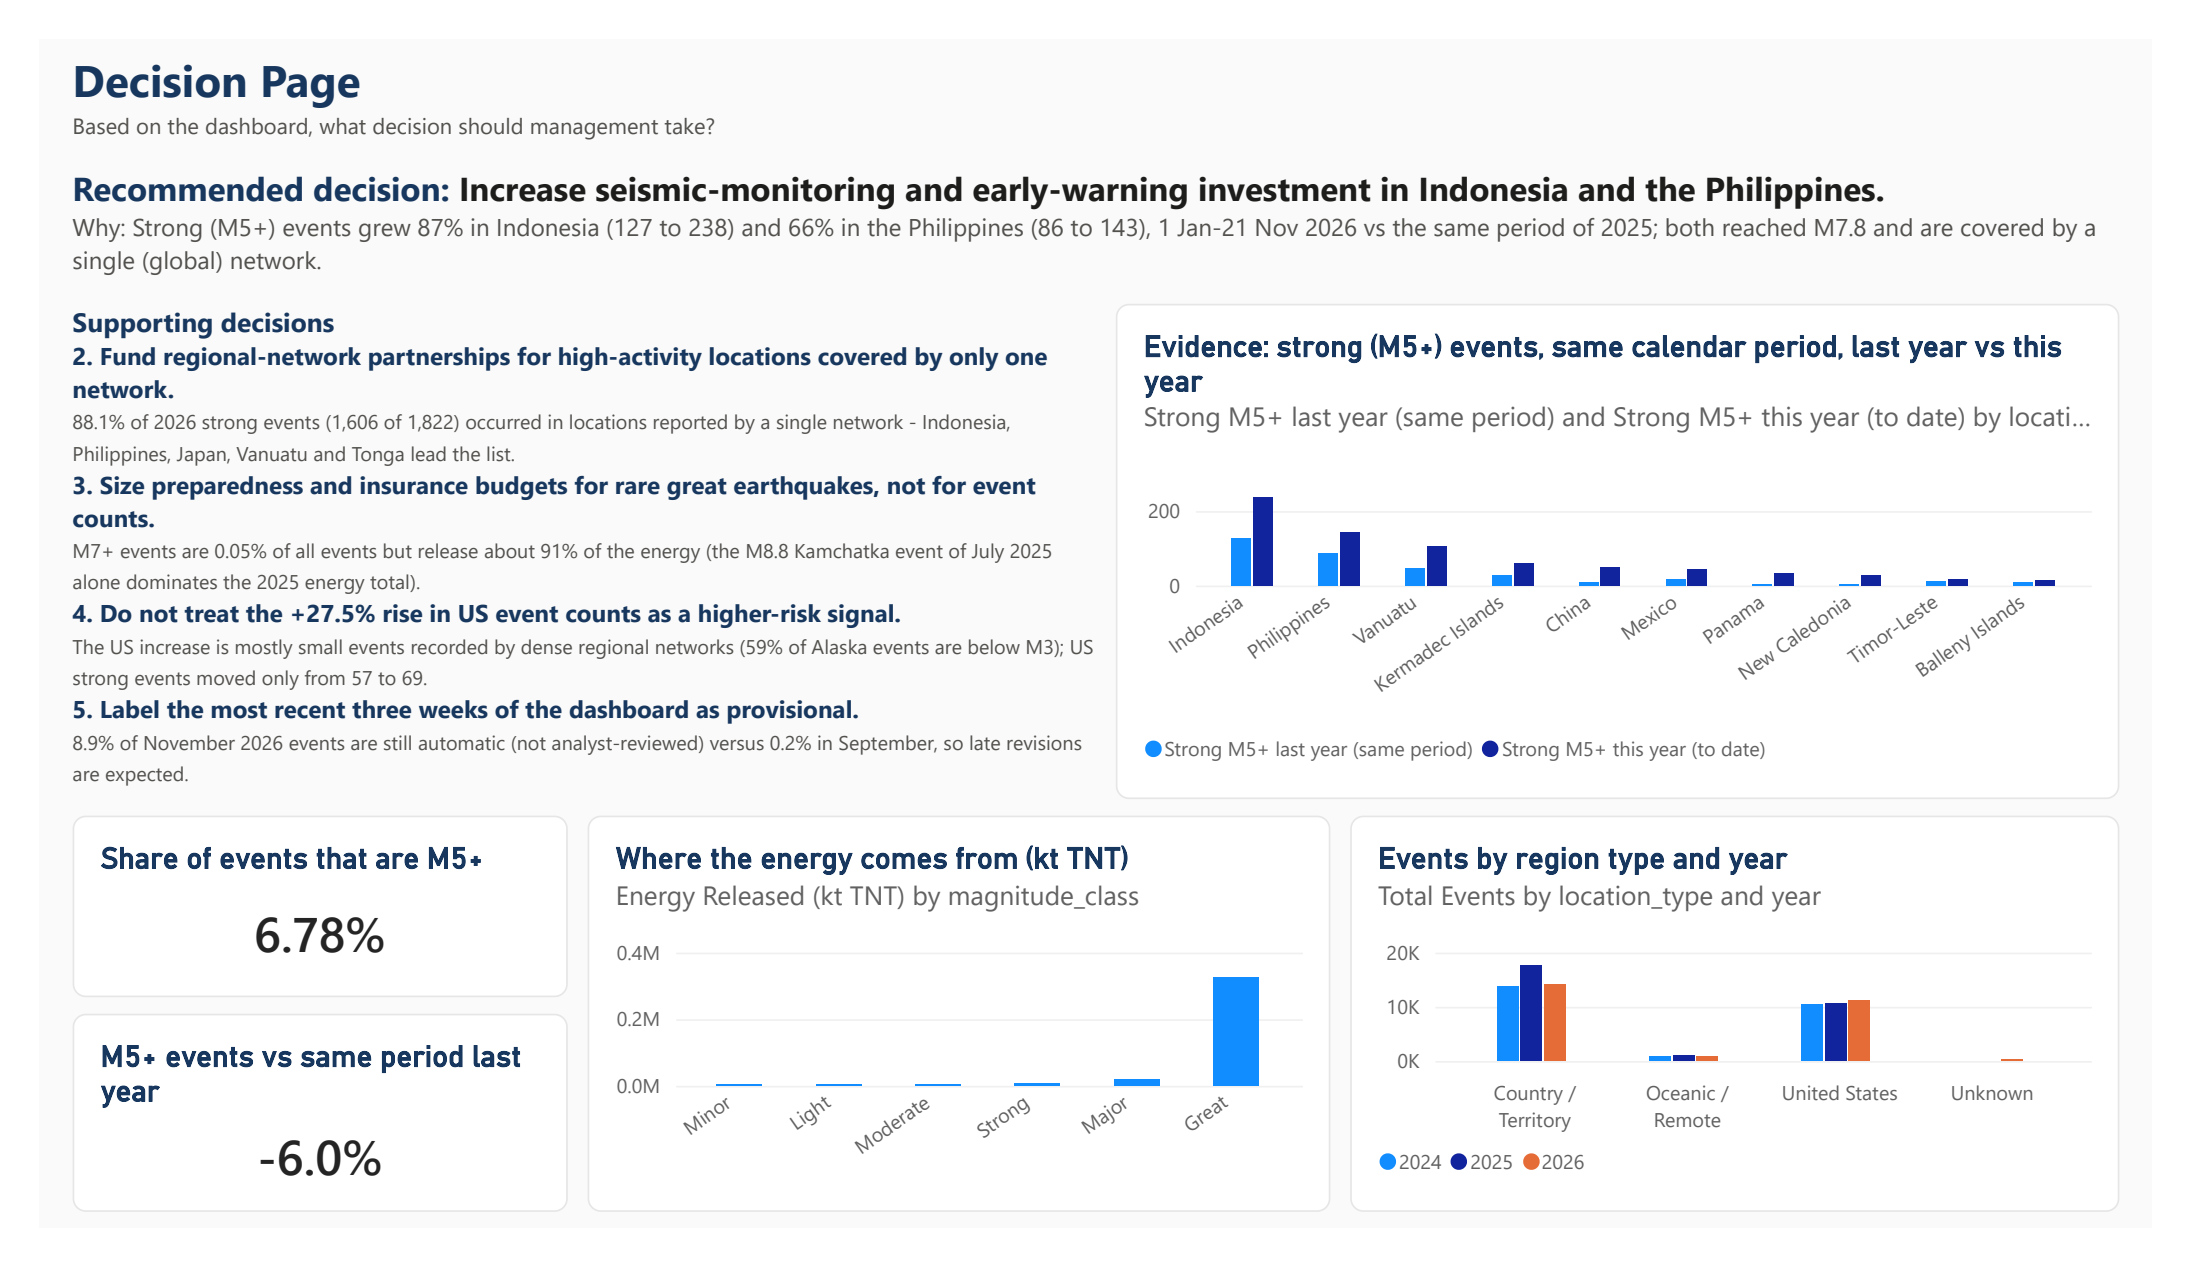 Decision Page
Based on the dashboard, what decision should management take?
Recommended decision: Increase seismic-monitoring and early-warning investment in Indonesia and the Philippines.
Why: Strong (M5+) events grew 87% in Indonesia (127 to 238) and 66% in the Philippines (86 to 143), 1 Jan-21 Nov 2026 vs the same period of 2025; both reached M7.8 and are covered by a
single (global) network.
Supporting decisions
2. Fund regional-network partnerships for high-activity locations covered by only one
network.
88.1% of 2026 strong events (1,606 of 1,822) occurred in locations reported by a single network - Indonesia,
Philippines, Japan, Vanuatu and Tonga lead the list.
3. Size preparedness and insurance budgets for rare great earthquakes, not for event
counts.
M7+ events are 0.05% of all events but release about 91% of the energy (the M8.8 Kamchatka event of July 2025
alone dominates the 2025 energy total).
4. Do not treat the +27.5% rise in US event counts as a higher-risk signal.
The US increase is mostly small events recorded by dense regional networks (59% of Alaska events are below M3); US
strong events moved only from 57 to 69.
5. Label the most recent three weeks of the dashboard as provisional.
8.9% of November 2026 events are still automatic (not analyst-reviewed) versus 0.2% in September, so late revisions
are expected.
Evidence: strong (M5+) events, same calendar period, last year vs this
year
Strong M5+ last year (same period) and Strong M5+ this year (to date) by locati...
200
0
Indonesia
Philippines
Vanuatu
Kermadec Islands
China
Mexico
Panama
New Caledonia
Timor-Leste
Balleny Islands
Strong M5+ last year (same period) Strong M5+ this year (to date)
Share of events that are M5+
6.78%
M5+ events vs same period last
year
-6.0%
Where the energy comes from (kt TNT)
Energy Released (kt TNT) by magnitude_class
0.4M
0.2M
0.0M
Minor
Light
Moderate
Strong
Major
Great
Events by region type and year
Total Events by location_type and year
20K
10K
0K
Country /
Territory
Oceanic /
Remote
United States
Unknown
2024 2025 2026